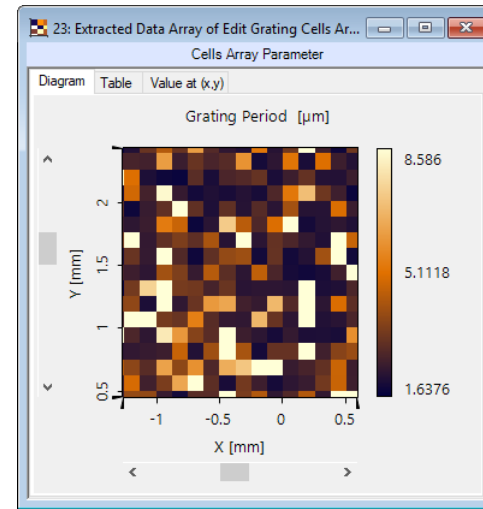 23: Extracted Data Array of Edit Grating Cells Ar...
Cells Array Parameter
Diagram Table Value at (x,y)
Grating Period [µm]
8.586
5.1118
1.6376
Y [mm]
2
1.5
1
0.5
-1 -0.5 0 0.5
X [mm]